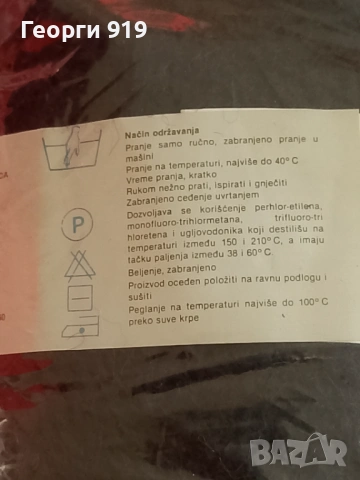 Георги 919
Način održavanja
Pranje samo ručno, zabranjeno pranje u
mašini
Pranje na temperaturi, najviše do 40° C
Vreme pranja, kratko
Rukom nežno prati, ispirati i gnječiti
Zabranjeno ceđenje uvrtanjem
Dozvoljava se korišćenje perhlor-etilena,
monofluoro-trihlormetana, trifluoro-tri
hloretena i ugljovodonika koji destilišu na
temperaturi između 150 i 210° C, a imaju
tačku paljenja između 38 i 60° C.
Beljenje, zabranjeno
Proizvod oceđen položiti na ravnu podlogu i
sušiti
Peglanje na temperaturi najviše do 100° C
preko suve krpe
P
BAZAR